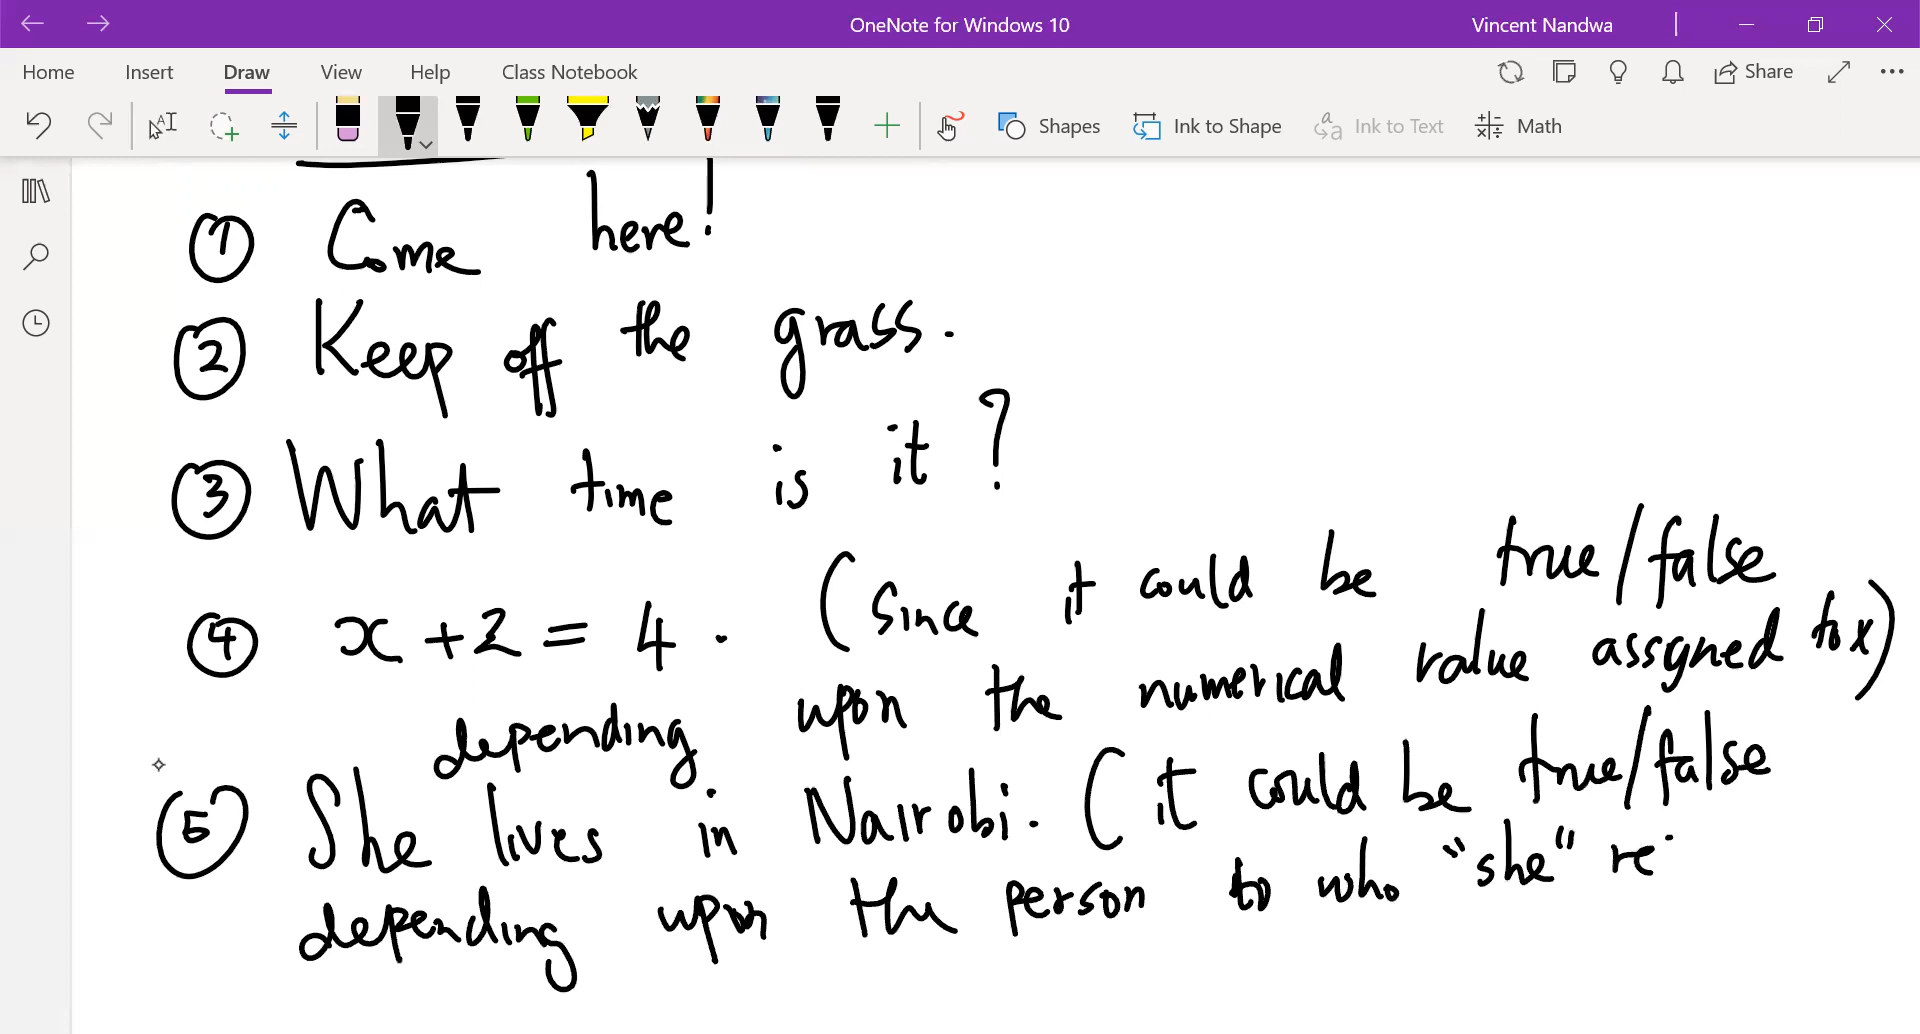 OneNote for Windows 10
Vincent Nandwa
Home Insert Draw View Help Class Notebook
Share
Shapes Ink to Shape Ink to Text Math
① Come here!
② Keep off the grass.
③ What time is it?
④ x + 2 = 4. (since it could be true/false
depending upon the numerical value assigned to x)
⑤ She lives in Nairobi. (it could be true/false
depending upon the person to who "she" re